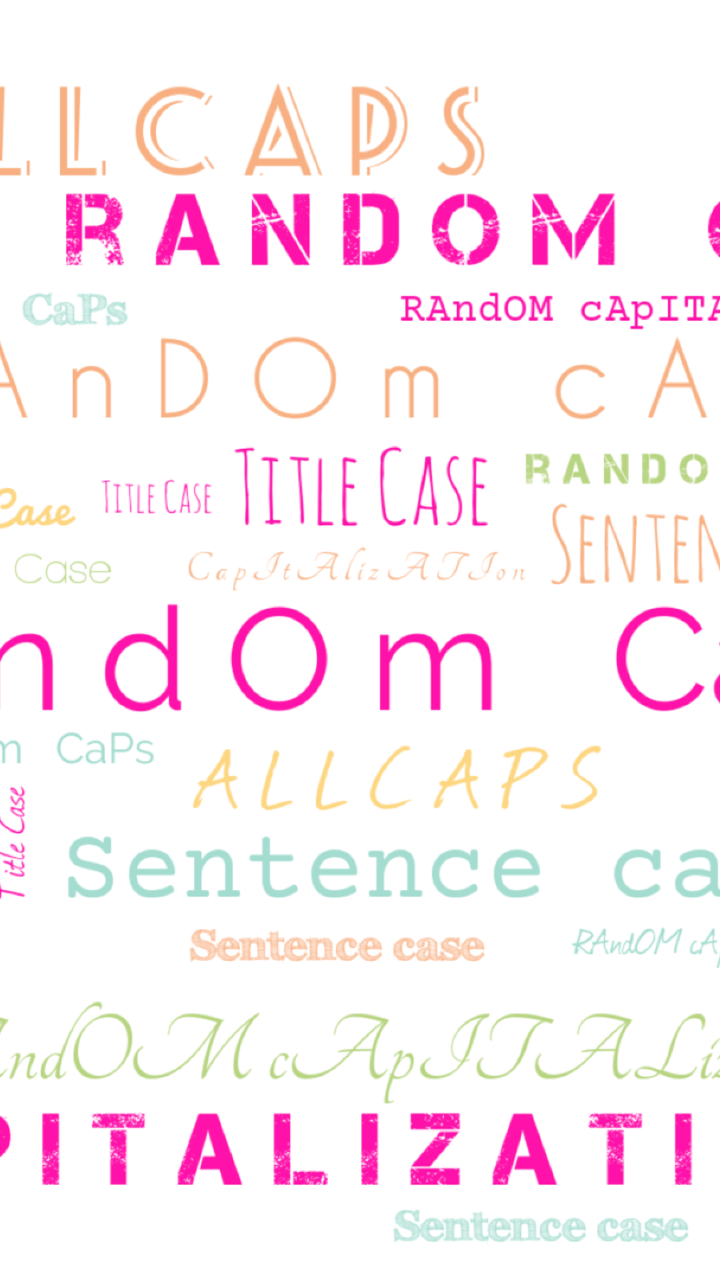 LLCAPS
RANDOM C
CaPs
RAndOM cApITA
AnDOm cA
TITLE CASE
TITLE CASE
RANDO
Case
SENTEN
Case
CapItAlizATIon
ndOm Ca
m CaPs
ALLCAPS
Title Case
Sentence ca
Sentence case
RAndOM cAp
AndOM cApITALiz
PITALIZATI
Sentence case